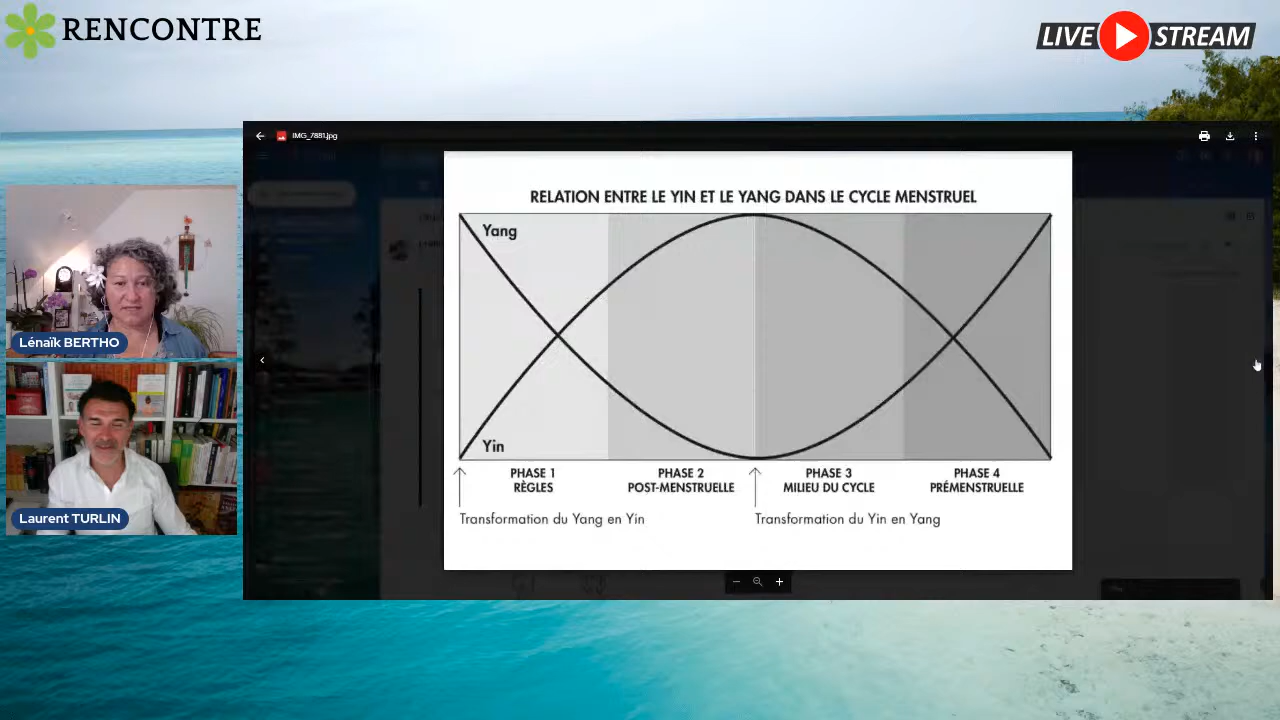 RENCONTRE
LIVE STREAM
IMG_7881.jpg
RELATION ENTRE LE YIN ET LE YANG DANS LE CYCLE MENSTRUEL
Yang
Yin
PHASE 1
RÈGLES
PHASE 2
POST-MENSTRUELLE
PHASE 3
MILIEU DU CYCLE
PHASE 4
PRÉMENSTRUELLE
Transformation du Yang en Yin
Transformation du Yin en Yang
Lénaïk BERTHO
Laurent TURLIN